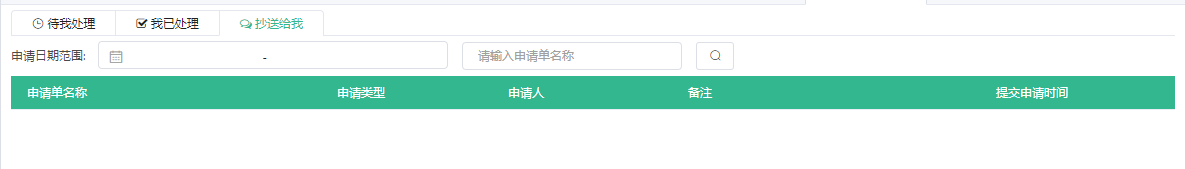 待我处理 我已处理 抄送给我
申请日期范围: - 请输入申请单名称
申请单名称 申请类型 申请人 备注 提交申请时间